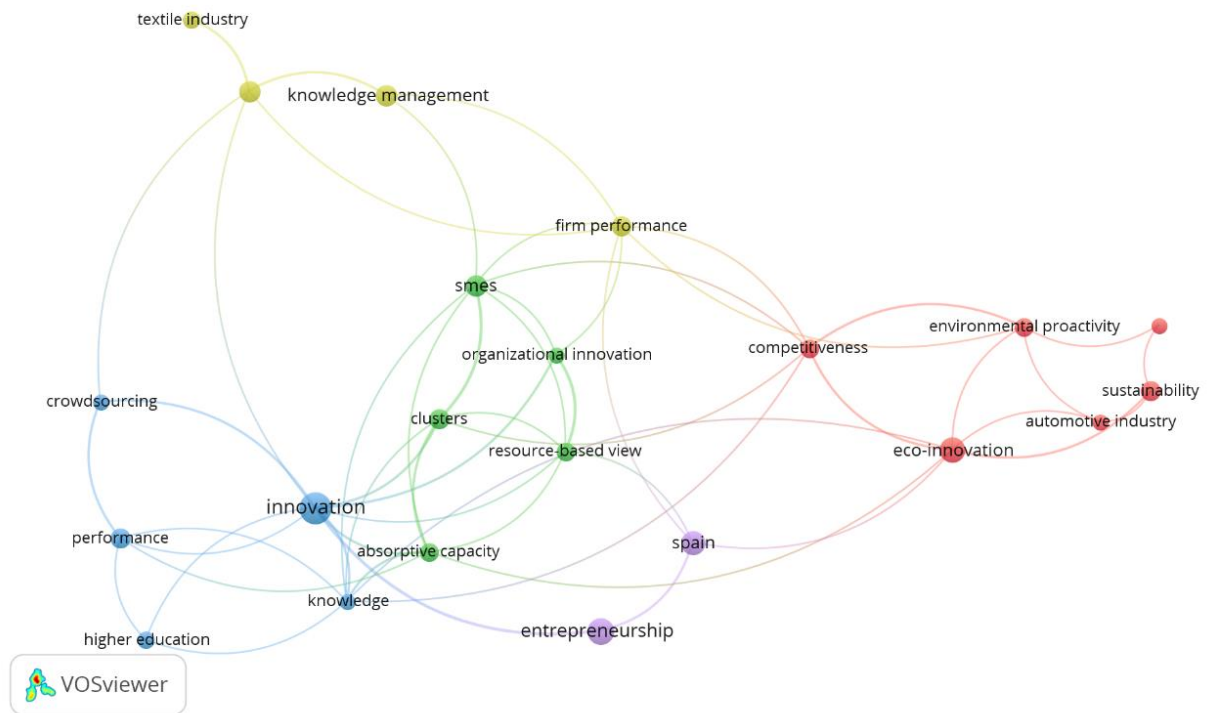 textile industry
knowledge management
firm performance
smes
environmental proactivity
competitiveness
organizational innovation
sustainability
crowdsourcing
clusters
automotive industry
resource-based view
eco-innovation
innovation
performance
spain
absorptive capacity
knowledge
entrepreneurship
higher education
VOSviewer